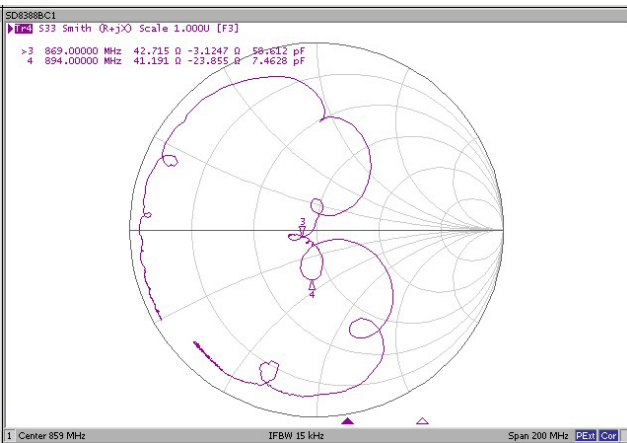 SD8388BC1
Tr4 S33 Smith (R+jX) Scale 1.000U [F3]
>3 869.00000 MHz 42.715 Ω -3.1247 Ω 58.612 pF
4 894.00000 MHz 41.191 Ω -23.855 Ω 7.4628 pF
3
4
1 Center 859 MHz IFBW 15 kHz Span 200 MHz PExt Cor